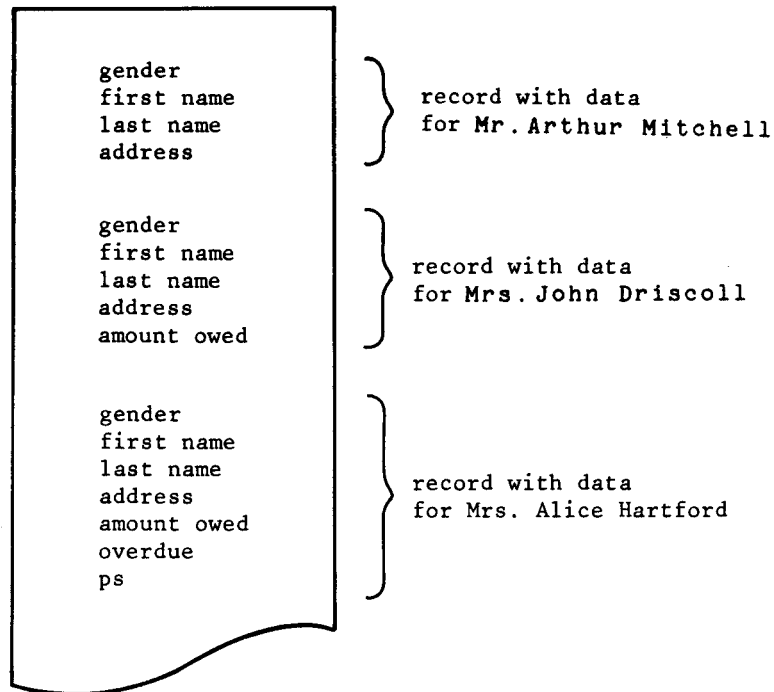 gender
first name
last name
address
record with data
for Mr. Arthur Mitchell
gender
first name
last name
address
amount owed
record with data
for Mrs. John Driscoll
gender
first name
last name
address
amount owed
overdue
ps
record with data
for Mrs. Alice Hartford